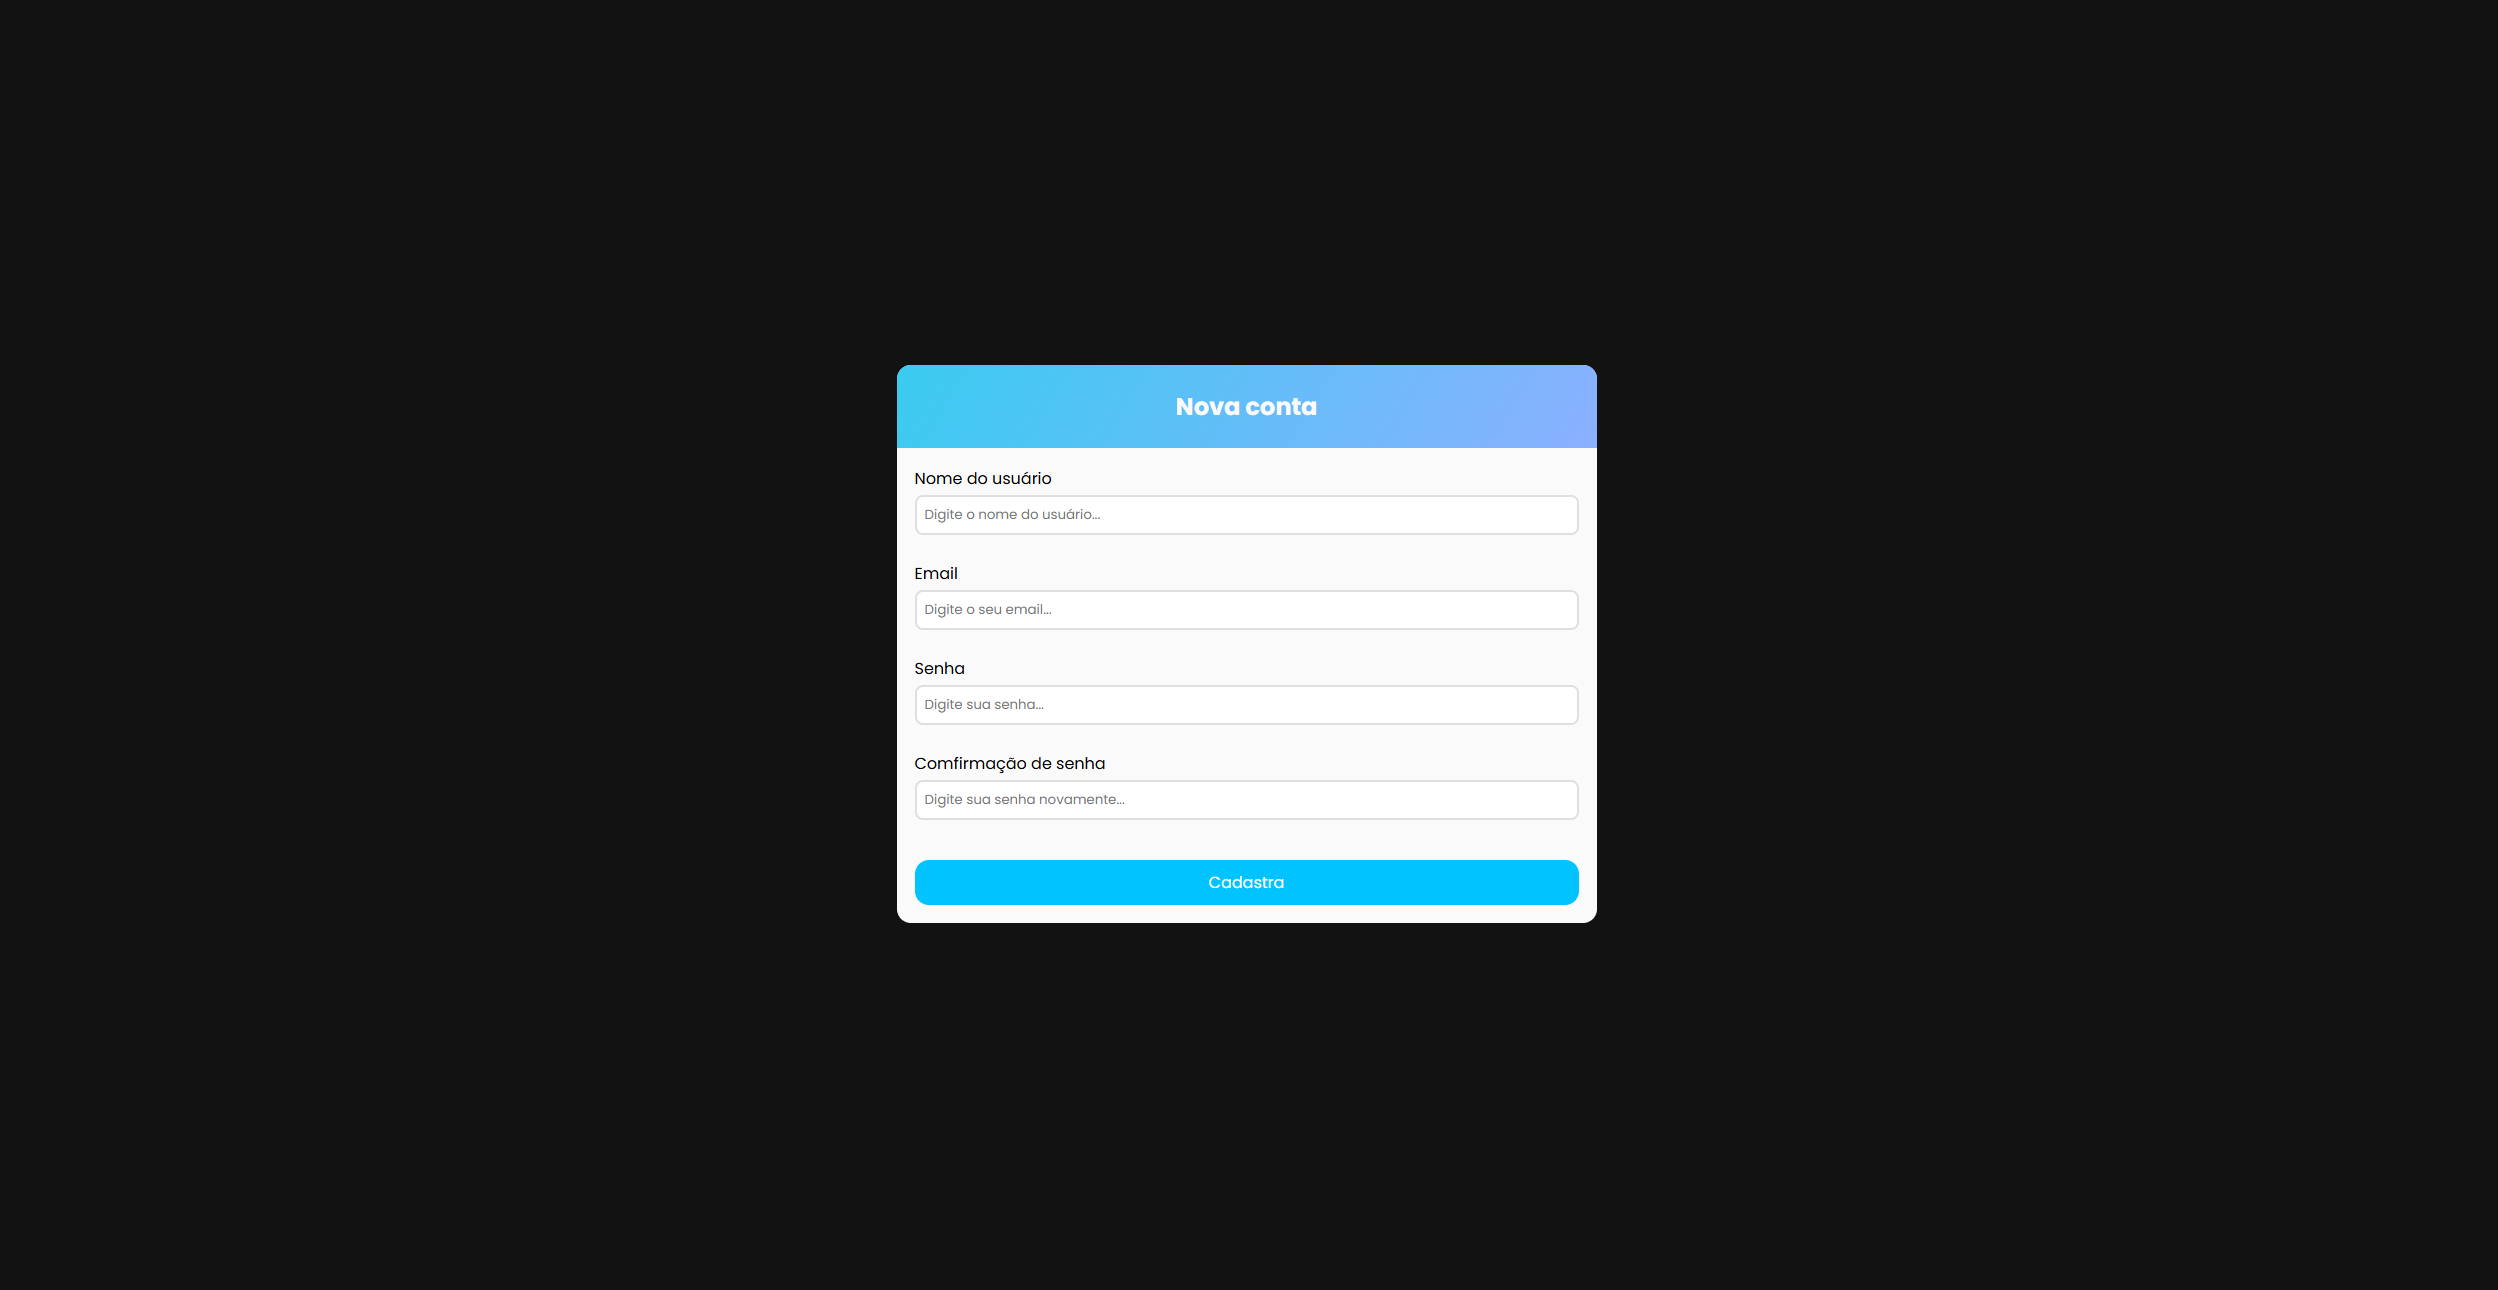 Nova conta
Nome do usuário
Digite o nome do usuário...
Email
Digite o seu email...
Senha
Digite sua senha...
Comfirmação de senha
Digite sua senha novamente...
Cadastra